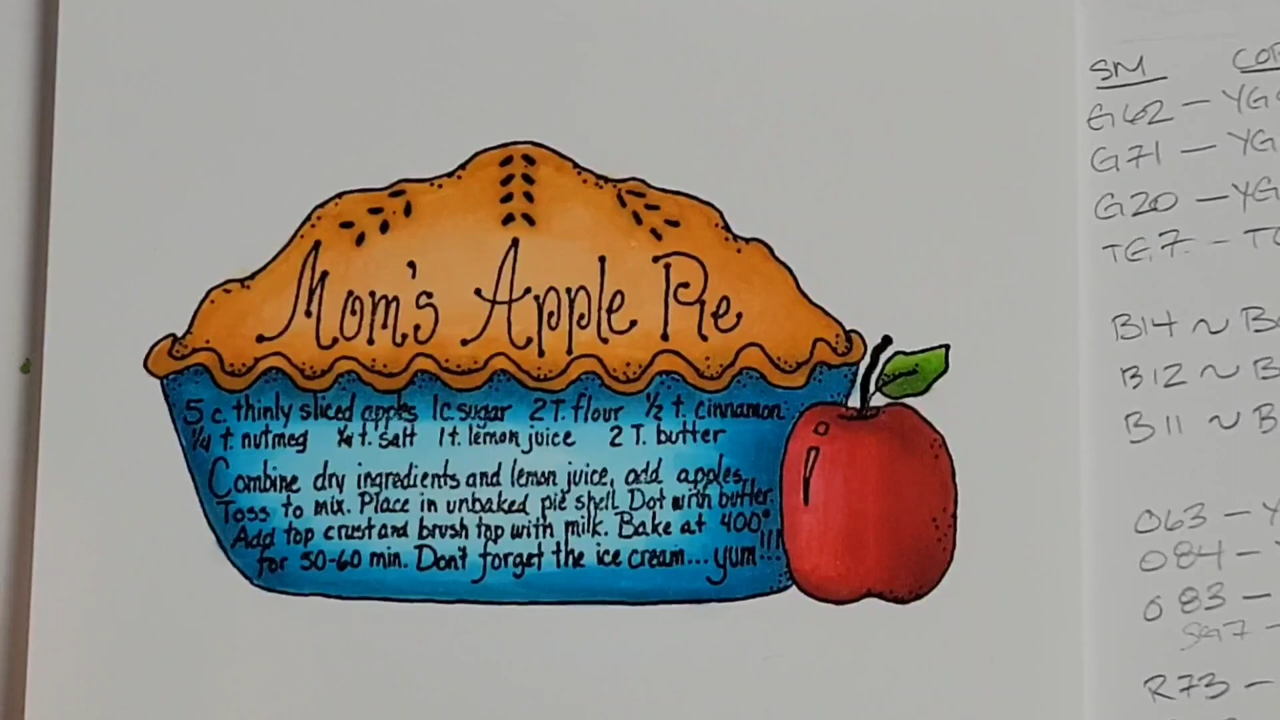 Mom's Apple Pie
5 c. thinly sliced apples 1c. sugar 2 T. flour ½ t. cinnamon
¼ t. nutmeg ¼ t. salt 1 t. lemon juice 2 T. butter
Combine dry ingredients and lemon juice, add apples.
Toss to mix. Place in unbaked pie shell. Dot with butter.
Add top crust and brush top with milk. Bake at 400°
for 50-60 min. Don't forget the ice cream... yum!!!
SM
G62 - YG
G71 - YG
G20 - YG
B14 ~ B
B12 ~ B
B11 ~ B
O63 - Y
O84 -
O83 -
R73 -